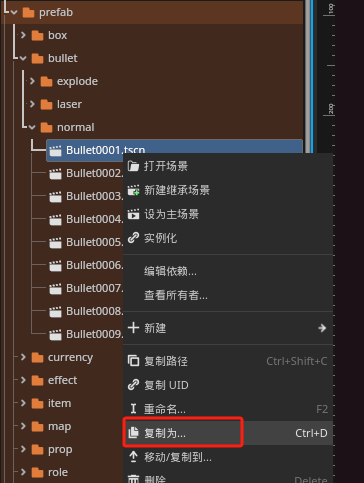 prefab
box
bullet
explode
laser
normal
Bullet0001.tscn
Bullet0002.
Bullet0003.
Bullet0004.
Bullet0005.
Bullet0006.
Bullet0007.
Bullet0008.
Bullet0009.
currency
effect
item
map
prop
role
打开场景
新建继承场景
设为主场景
实例化
编辑依赖...
查看所有者...
新建
复制路径 Ctrl+Shift+C
复制 UID
重命名... F2
复制为... Ctrl+D
移动/复制到...
删除 Delete
100
200